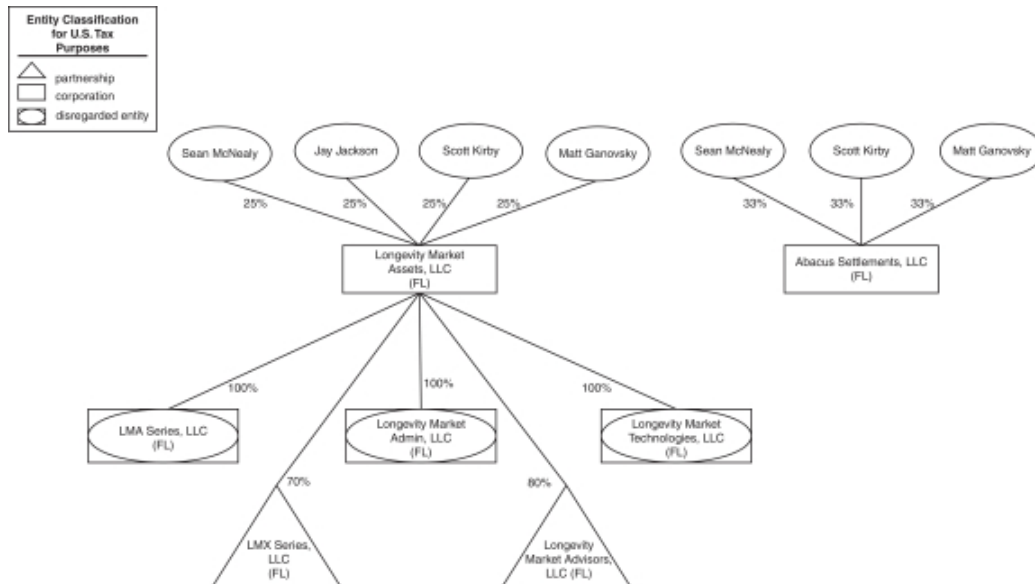 Entity Classification
for U.S. Tax
Purposes
partnership
corporation
disregarded entity
Sean McNealy
Jay Jackson
Scott Kirby
Matt Ganovsky
Sean McNealy
Scott Kirby
Matt Ganovsky
25%
25%
25%
25%
33%
33%
33%
Longevity Market
Assets, LLC
(FL)
Abacus Settlements, LLC
(FL)
100%
100%
100%
LMA Series, LLC
(FL)
Longevity Market
Admin, LLC
(FL)
Longevity Market
Technologies, LLC
(FL)
70%
80%
LMX Series,
LLC
(FL)
Longevity
Market Advisors,
LLC (FL)